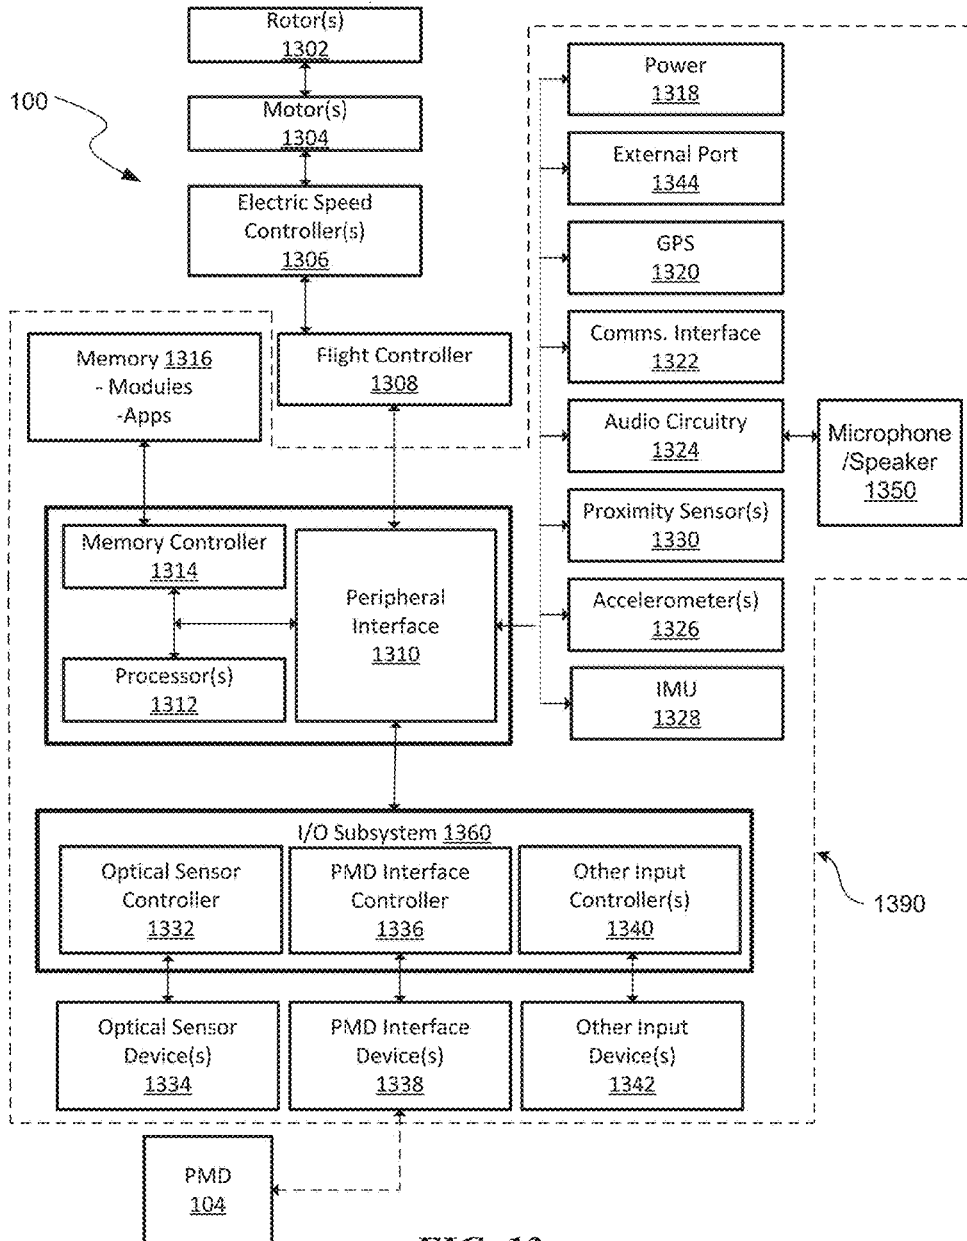 Rotor(s)
1302
100
Motor(s)
1304
Electric Speed
Controller(s)
1306
Flight Controller
1308
Memory 1316
- Modules
-Apps
Memory Controller
1314
Processor(s)
1312
Peripheral
Interface
1310
Power
1318
External Port
1344
GPS
1320
Comms. Interface
1322
Audio Circuitry
1324
Microphone
/Speaker
1350
Proximity Sensor(s)
1330
Accelerometer(s)
1326
IMU
1328
I/O Subsystem 1360
Optical Sensor
Controller
1332
PMD Interface
Controller
1336
Other Input
Controller(s)
1340
1390
Optical Sensor
Device(s)
1334
PMD Interface
Device(s)
1338
Other Input
Device(s)
1342
PMD
104